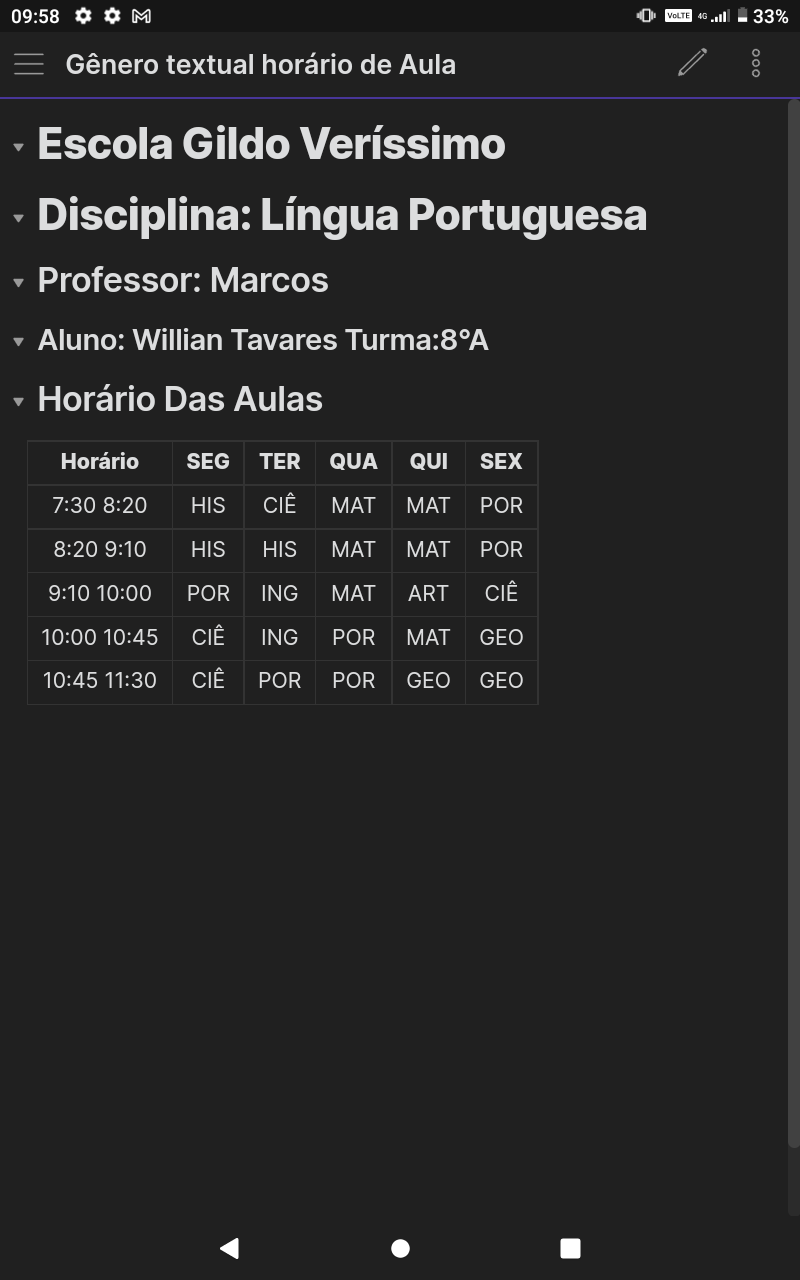 09:58 VoLTE 4G 33%
Gênero textual horário de Aula
Escola Gildo Veríssimo
Disciplina: Língua Portuguesa
Professor: Marcos
Aluno: Willian Tavares Turma:8°A
Horário Das Aulas
Horário SEG TER QUA QUI SEX
7:30 8:20 HIS CIÊ MAT MAT POR
8:20 9:10 HIS HIS MAT MAT POR
9:10 10:00 POR ING MAT ART CIÊ
10:00 10:45 CIÊ ING POR MAT GEO
10:45 11:30 CIÊ POR POR GEO GEO